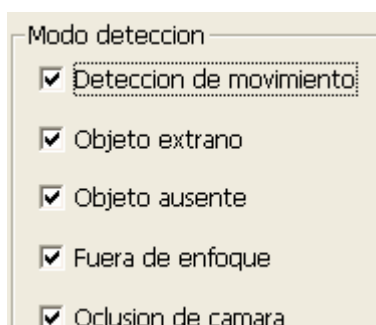 Modo deteccion
Deteccion de movimiento
Objeto extrano
Objeto ausente
Fuera de enfoque
Oclusion de camara